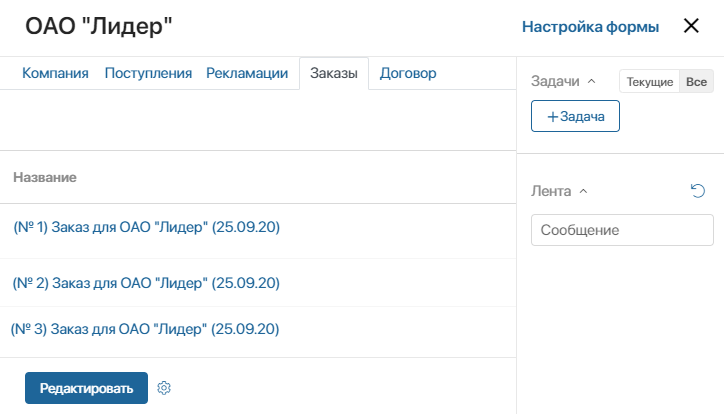 ОАО "Лидер"
Настройка формы
Компания Поступления Рекламации Заказы Договор
Задачи Текущие Все
+Задача
Название
(№ 1) Заказ для ОАО "Лидер" (25.09.20)
(№ 2) Заказ для ОАО "Лидер" (25.09.20)
(№ 3) Заказ для ОАО "Лидер" (25.09.20)
Лента
Сообщение
Редактировать